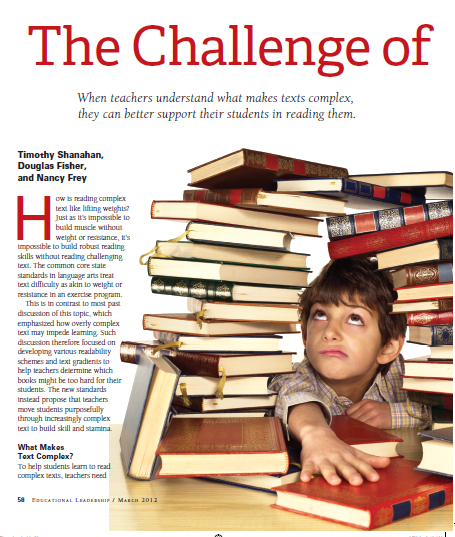 The Challenge of
When teachers understand what makes texts complex,
they can better support their students in reading them.
Timothy Shanahan,
Douglas Fisher,
and Nancy Frey
How is reading complex
text like lifting weights?
Just as it's impossible to
build muscle without
weight or resistance, it's
impossible to build robust reading
skills without reading challenging
text. The common core state
standards in language arts treat
text difficulty as akin to weight or
resistance in an exercise program.
This is in contrast to most past
discussion of this topic, which
emphasized how overly complex
text may impede learning. Such
discussion therefore focused on
developing various readability
schemes and text gradients to
help teachers determine which
books might be too hard for their
students. The new standards
instead propose that teachers
move students purposefully
through increasingly complex
text to build skill and stamina.
What Makes
Text Complex?
To help students learn to read
complex texts, teachers need
58 Educational Leadership / March 2012